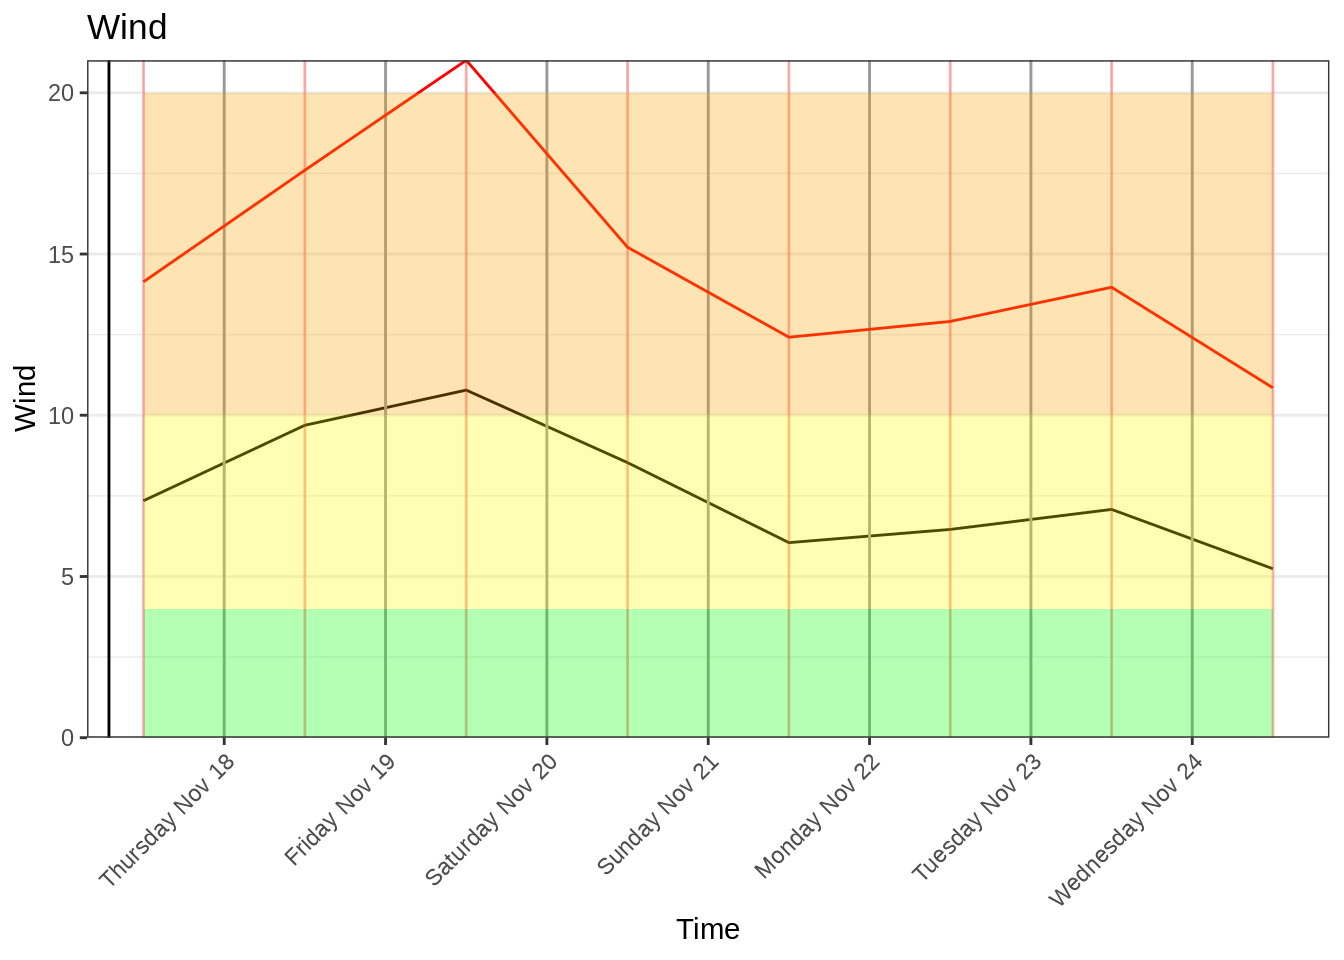 Wind
Wind
20
15
10
5
0
Thursday Nov 18
Friday Nov 19
Saturday Nov 20
Sunday Nov 21
Monday Nov 22
Tuesday Nov 23
Wednesday Nov 24
Time